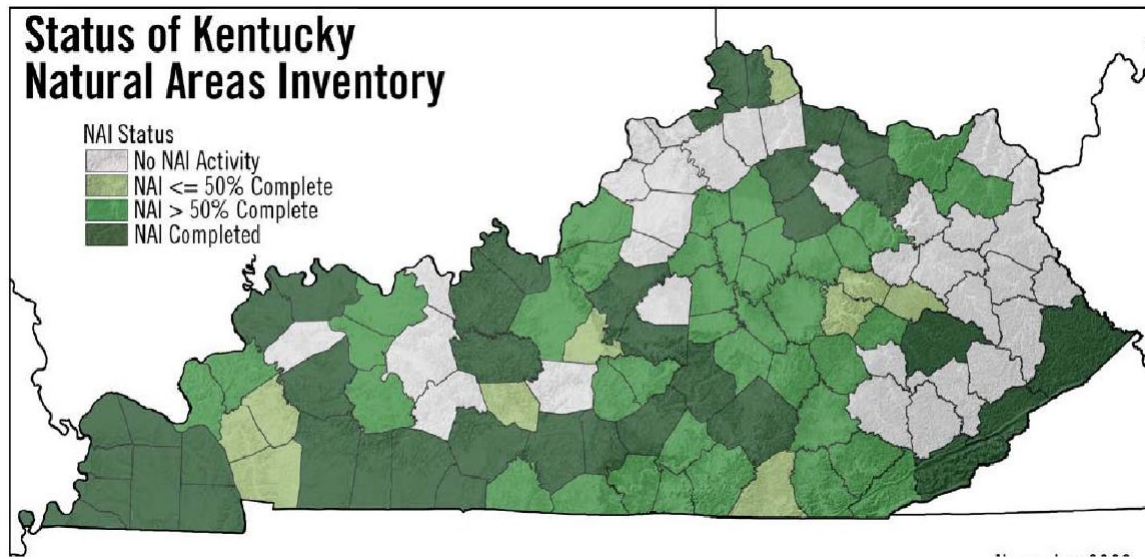 Status of Kentucky
Natural Areas Inventory
NAI Status
No NAI Activity
NAI <= 50% Complete
NAI > 50% Complete
NAI Completed